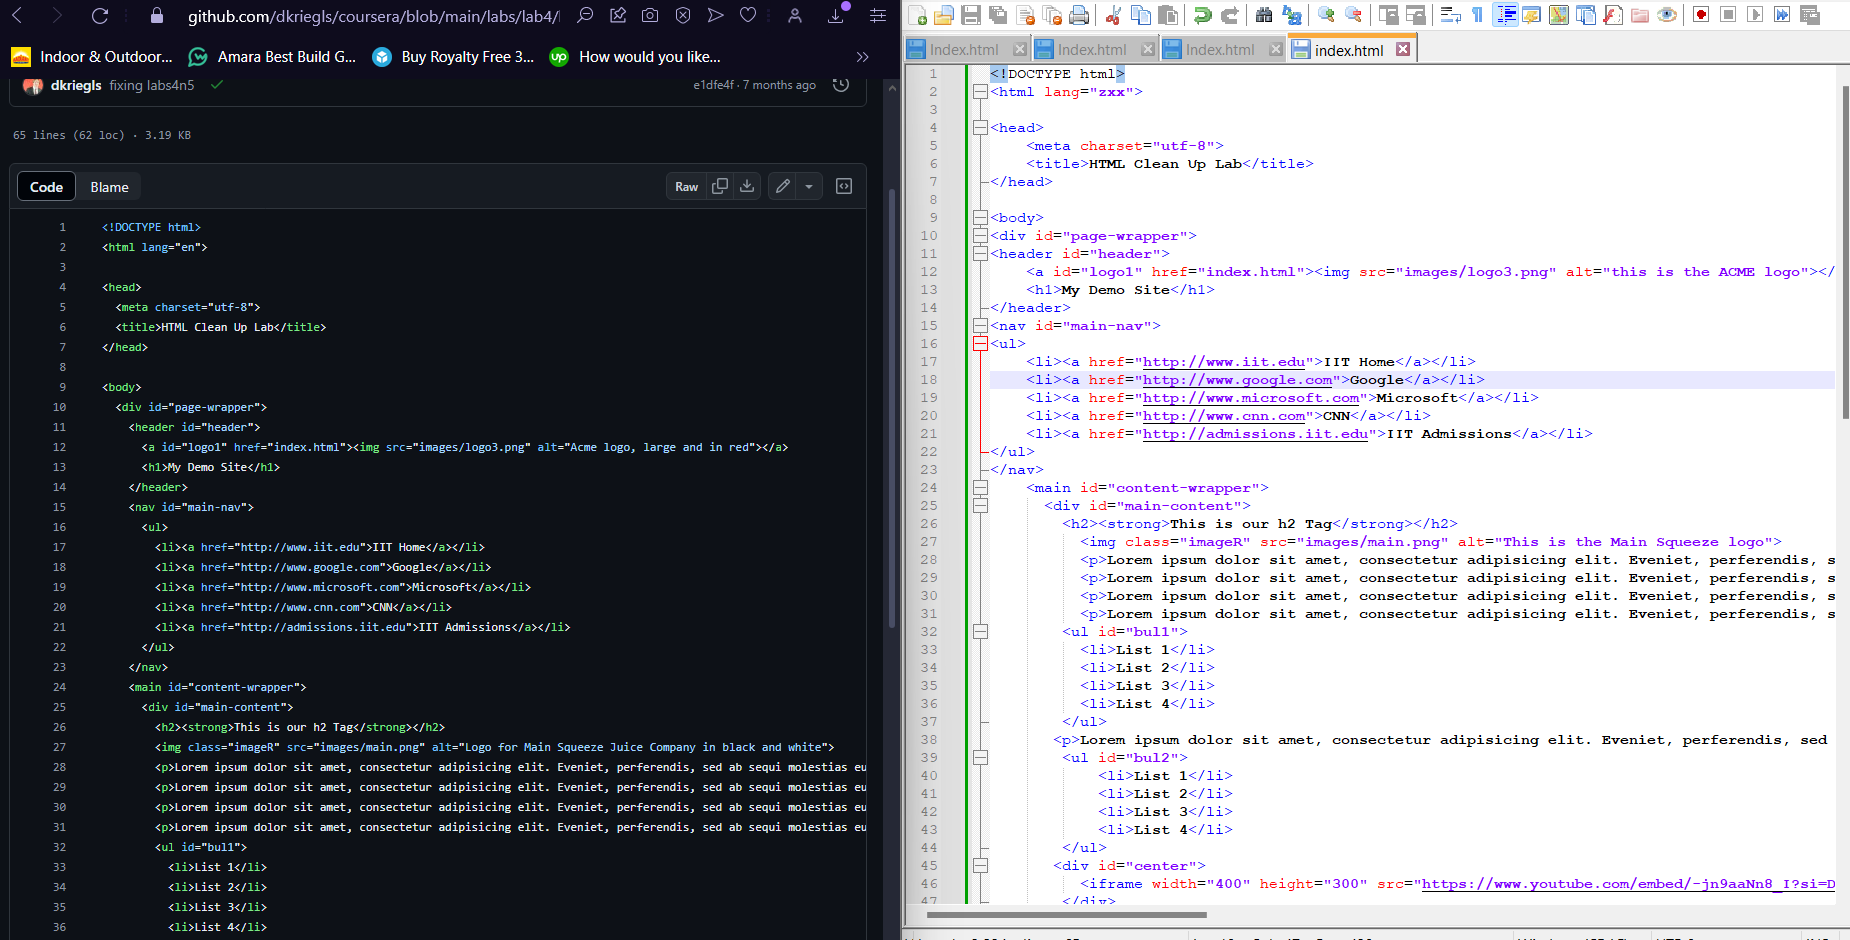 github.com/dkriegls/coursera/blob/main/labs/lab4/
Indoor & Outdoor...
Amara Best Build G...
Buy Royalty Free 3...
up
How would you like...
»
dkriegls fixing labs4n5
e1dfe4f · 7 months ago
65 lines (62 loc) · 3.19 KB
Code
Blame
Raw
1 <!DOCTYPE html>
2 <html lang="en">
3
4 <head>
5 <meta charset="utf-8">
6 <title>HTML Clean Up Lab</title>
7 </head>
8
9 <body>
10 <div id="page-wrapper">
11 <header id="header">
12 <a id="logo1" href="index.html"><img src="images/logo3.png" alt="Acme logo, large and in red"></a>
13 <h1>My Demo Site</h1>
14 </header>
15 <nav id="main-nav">
16 <ul>
17 <li><a href="http://www.iit.edu">IIT Home</a></li>
18 <li><a href="http://www.google.com">Google</a></li>
19 <li><a href="http://www.microsoft.com">Microsoft</a></li>
20 <li><a href="http://www.cnn.com">CNN</a></li>
21 <li><a href="http://admissions.iit.edu">IIT Admissions</a></li>
22 </ul>
23 </nav>
24 <main id="content-wrapper">
25 <div id="main-content">
26 <h2><strong>This is our h2 Tag</strong></h2>
27 <img class="imageR" src="images/main.png" alt="Logo for Main Squeeze Juice Company in black and white">
28 <p>Lorem ipsum dolor sit amet, consectetur adipisicing elit. Eveniet, perferendis, sed ab sequi molestias eu
29 <p>Lorem ipsum dolor sit amet, consectetur adipisicing elit. Eveniet, perferendis, sed ab sequi molestias eu
30 <p>Lorem ipsum dolor sit amet, consectetur adipisicing elit. Eveniet, perferendis, sed ab sequi molestias eu
31 <p>Lorem ipsum dolor sit amet, consectetur adipisicing elit. Eveniet, perferendis, sed ab sequi molestias eu
32 <ul id="bul1">
33 <li>List 1</li>
34 <li>List 2</li>
35 <li>List 3</li>
36 <li>List 4</li>
Index.html
Index.html
Index.html
index.html
1 <!DOCTYPE html>
2 <html lang="zxx">
3
4 <head>
5 <meta charset="utf-8">
6 <title>HTML Clean Up Lab</title>
7 </head>
8
9 <body>
10 <div id="page-wrapper">
11 <header id="header">
12 <a id="logo1" href="index.html"><img src="images/logo3.png" alt="this is the ACME logo"></
13 <h1>My Demo Site</h1>
14 </header>
15 <nav id="main-nav">
16 <ul>
17 <li><a href="http://www.iit.edu">IIT Home</a></li>
18 <li><a href="http://www.google.com">Google</a></li>
19 <li><a href="http://www.microsoft.com">Microsoft</a></li>
20 <li><a href="http://www.cnn.com">CNN</a></li>
21 <li><a href="http://admissions.iit.edu">IIT Admissions</a></li>
22 </ul>
23 </nav>
24 <main id="content-wrapper">
25 <div id="main-content">
26 <h2><strong>This is our h2 Tag</strong></h2>
27 <img class="imageR" src="images/main.png" alt="This is the Main Squeeze logo">
28 <p>Lorem ipsum dolor sit amet, consectetur adipisicing elit. Eveniet, perferendis, s
29 <p>Lorem ipsum dolor sit amet, consectetur adipisicing elit. Eveniet, perferendis, s
30 <p>Lorem ipsum dolor sit amet, consectetur adipisicing elit. Eveniet, perferendis, s
31 <p>Lorem ipsum dolor sit amet, consectetur adipisicing elit. Eveniet, perferendis, s
32 <ul id="bul1">
33 <li>List 1</li>
34 <li>List 2</li>
35 <li>List 3</li>
36 <li>List 4</li>
37 </ul>
38 <p>Lorem ipsum dolor sit amet, consectetur adipisicing elit. Eveniet, perferendis, sed
39 <ul id="bul2">
40 <li>List 1</li>
41 <li>List 2</li>
42 <li>List 3</li>
43 <li>List 4</li>
44 </ul>
45 <div id="center">
46 <iframe width="400" height="300" src="https://www.youtube.com/embed/-jn9aaNn8_I?si=D
47 </div>